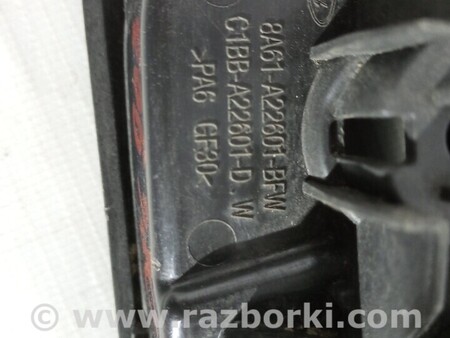 8A61-A22601-BFW
C1BB-A22601-D. W
>PA6 GF30<
www.razborki.com